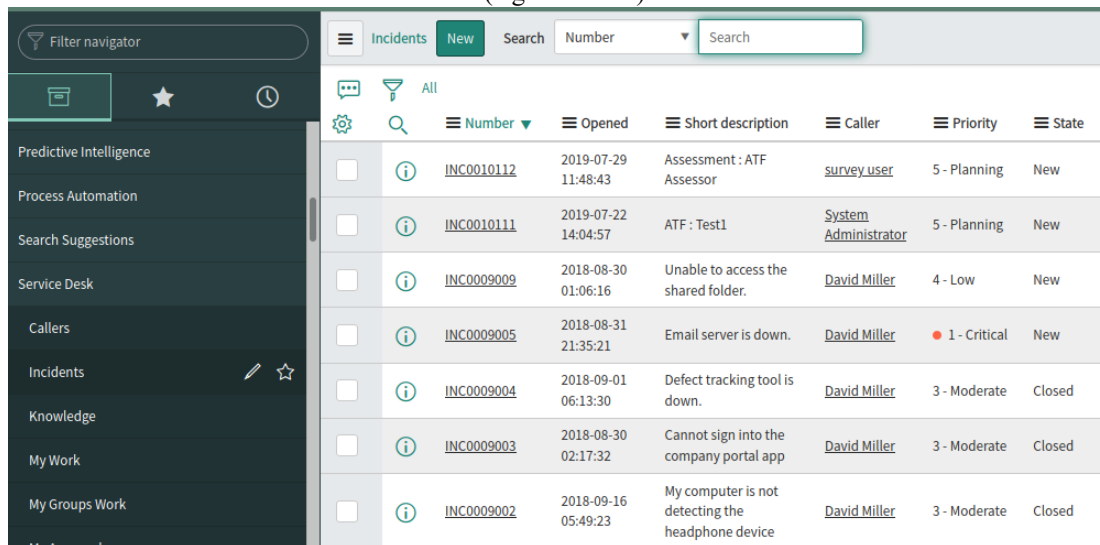 Filter navigator
Predictive Intelligence
Process Automation
Search Suggestions
Service Desk
Callers
Incidents
Knowledge
My Work
My Groups Work
Incidents New Search Number Search
All
Number Opened Short description Caller Priority State
INC0010112 2019-07-29 11:48:43 Assessment : ATF Assessor survey user 5 - Planning New
INC0010111 2019-07-22 14:04:57 ATF : Test1 System Administrator 5 - Planning New
INC0009009 2018-08-30 01:06:16 Unable to access the shared folder. David Miller 4 - Low New
INC0009005 2018-08-31 21:35:21 Email server is down. David Miller 1 - Critical New
INC0009004 2018-09-01 06:13:30 Defect tracking tool is down. David Miller 3 - Moderate Closed
INC0009003 2018-08-30 02:17:32 Cannot sign into the company portal app David Miller 3 - Moderate Closed
INC0009002 2018-09-16 05:49:23 My computer is not detecting the headphone device David Miller 3 - Moderate Closed